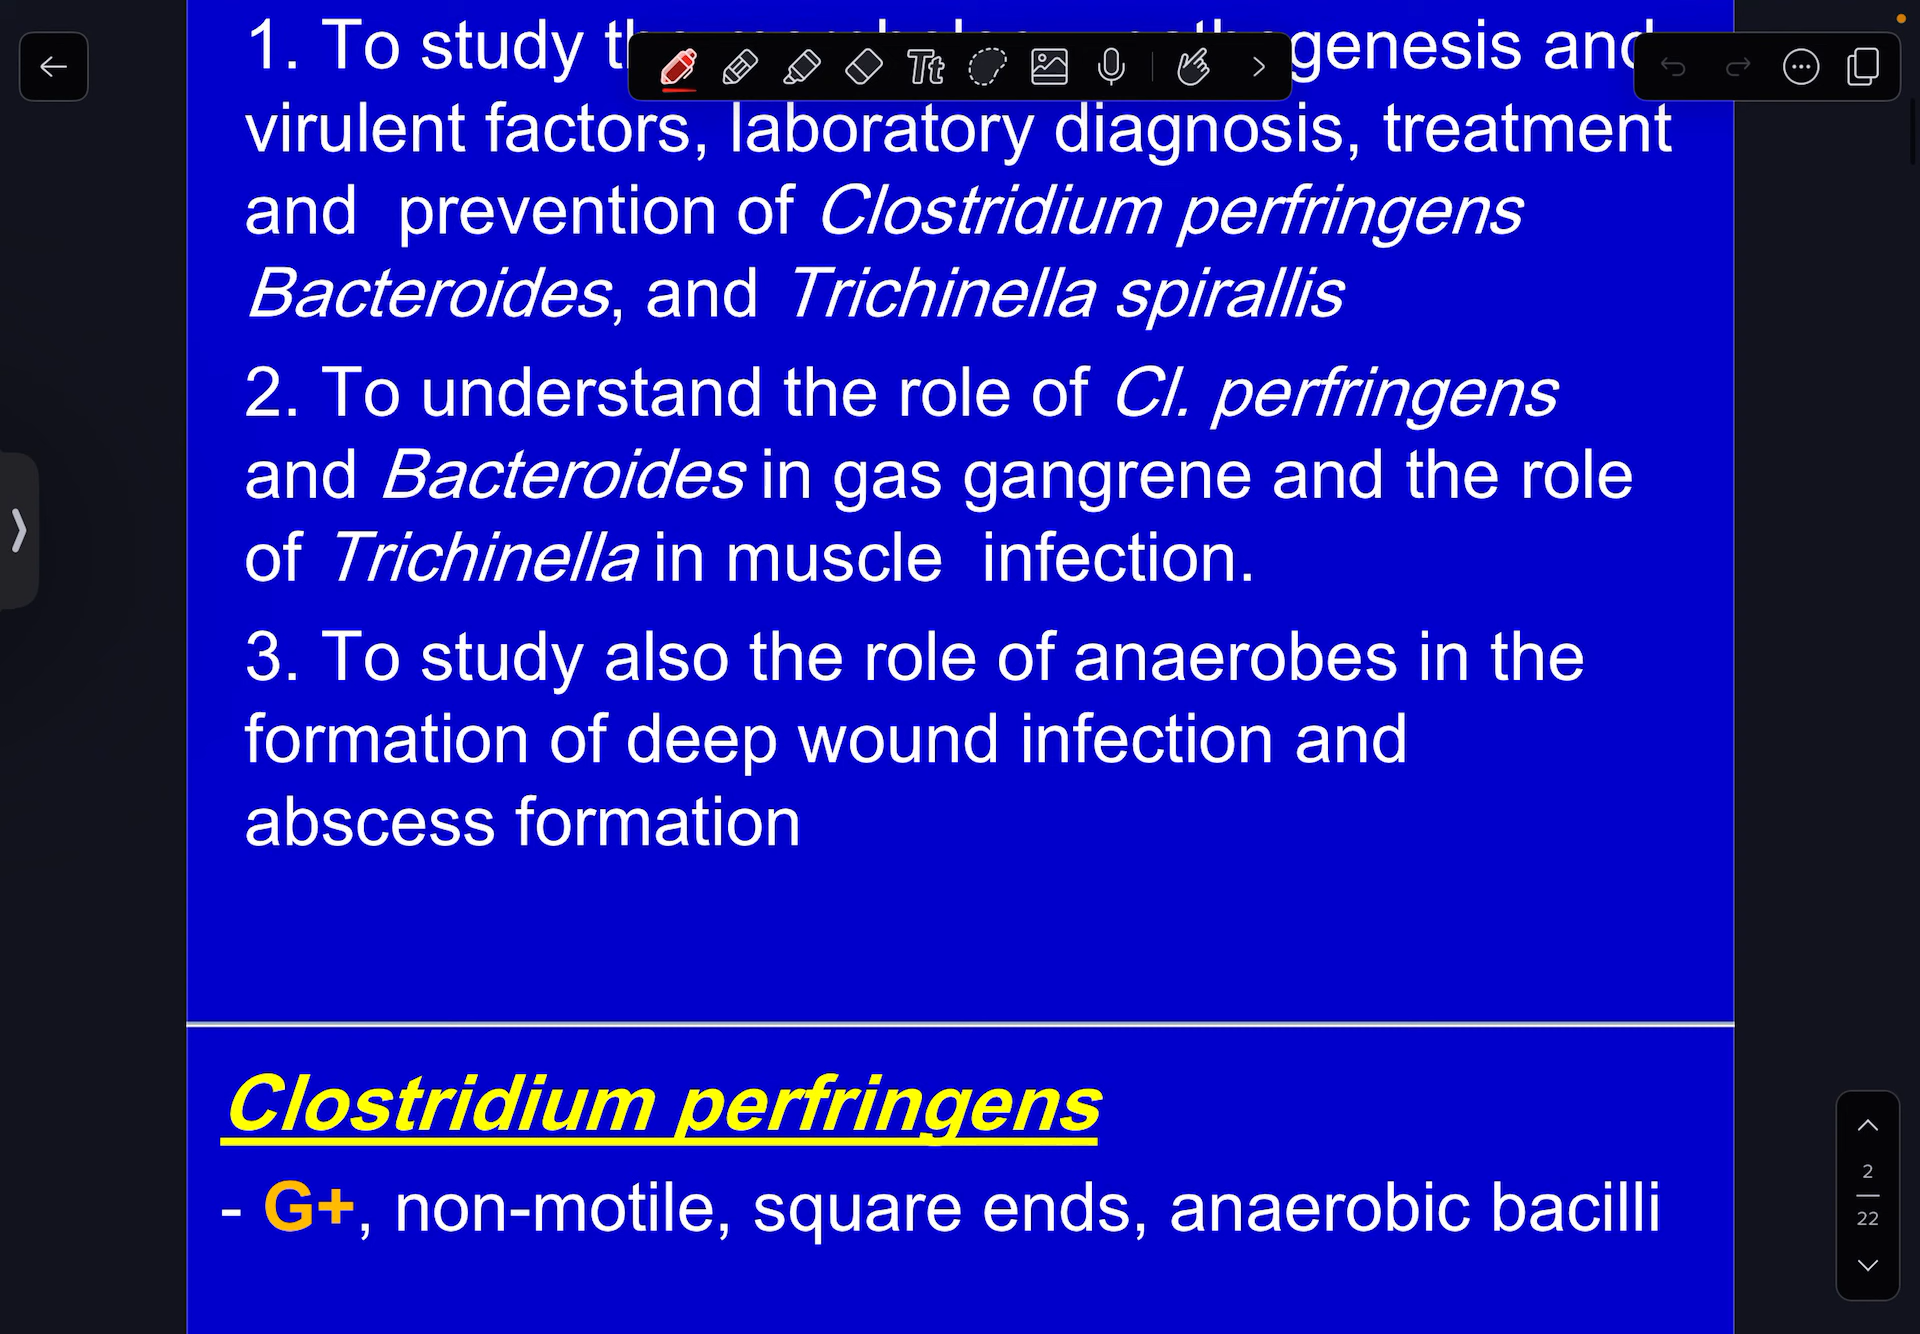 1. To study genesis and
virulent factors, laboratory diagnosis, treatment
and  prevention of Clostridium perfringens
Bacteroides, and Trichinella spirallis
2. To understand the role of Cl. perfringens
and Bacteroides in gas gangrene and the role
of Trichinella in muscle  infection.
3. To study also the role of anaerobes in the
formation of deep wound infection and
abscess formation
Clostridium perfringens
- G+, non-motile, square ends, anaerobic bacilli
Tt
2
22